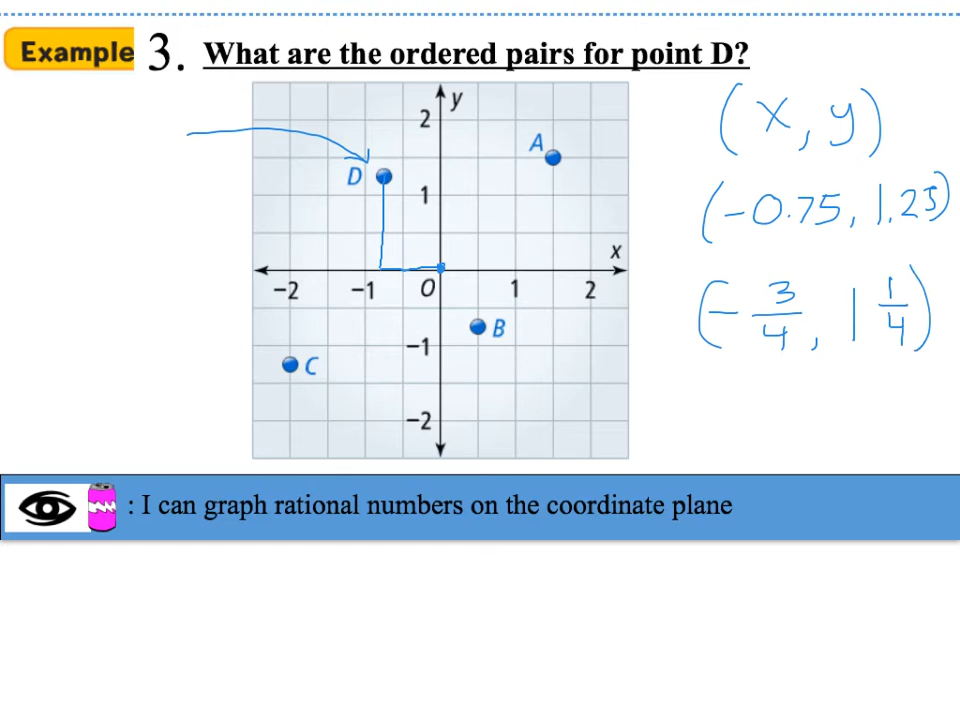 Example 3. What are the ordered pairs for point D?
y
2
(x, y)
A
D
1
(-0.75, 1.25)
x
-2 -1 O 1 2
(-3/4, 1 1/4)
B
-1
C
-2
: I can graph rational numbers on the coordinate plane